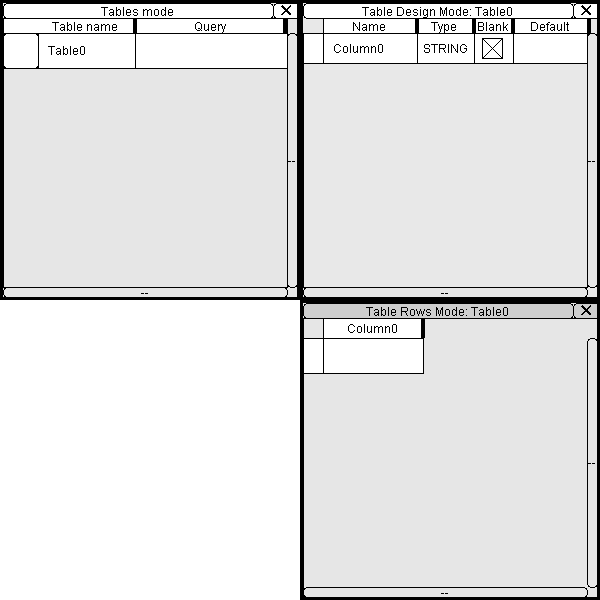 Tables mode
Table name Query
Table0
--
--
Table Design Mode: Table0
Name Type Blank Default
Column0 STRING
--
--
Table Rows Mode: Table0
Column0
--
--